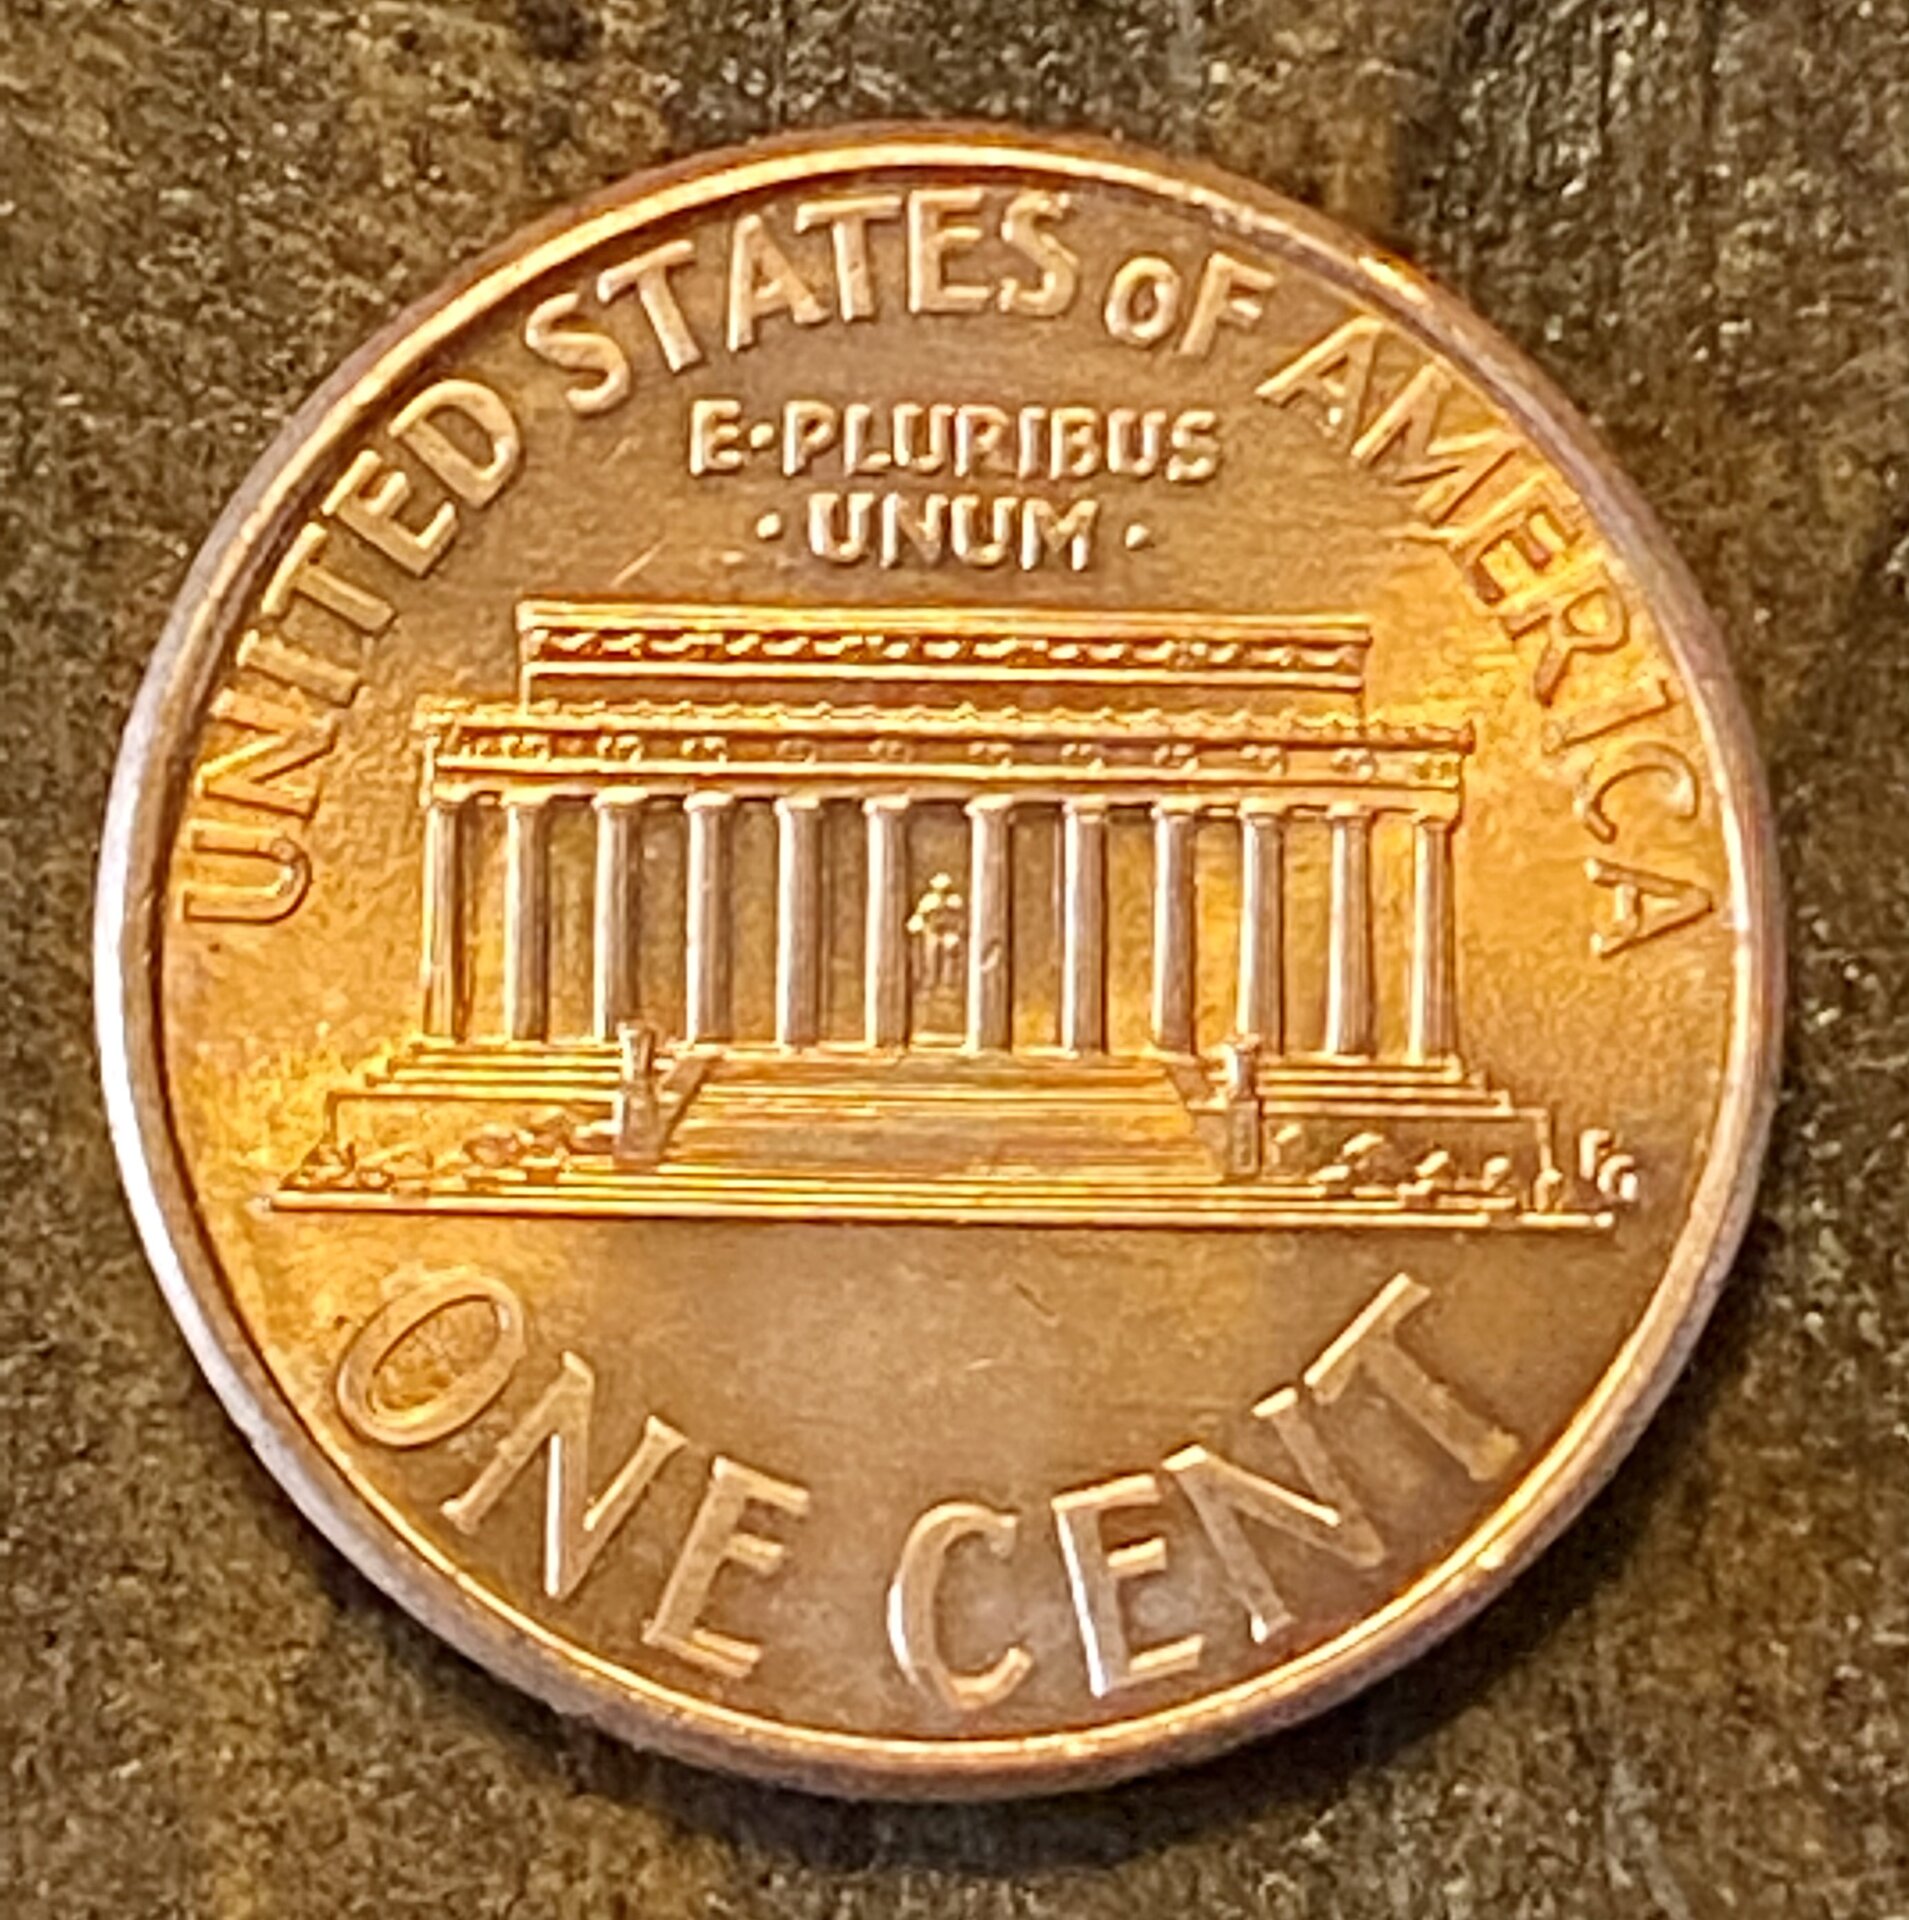 UNITED STATES OF AMERICA
E·PLURIBUS
·UNUM·
FG
ONE CENT